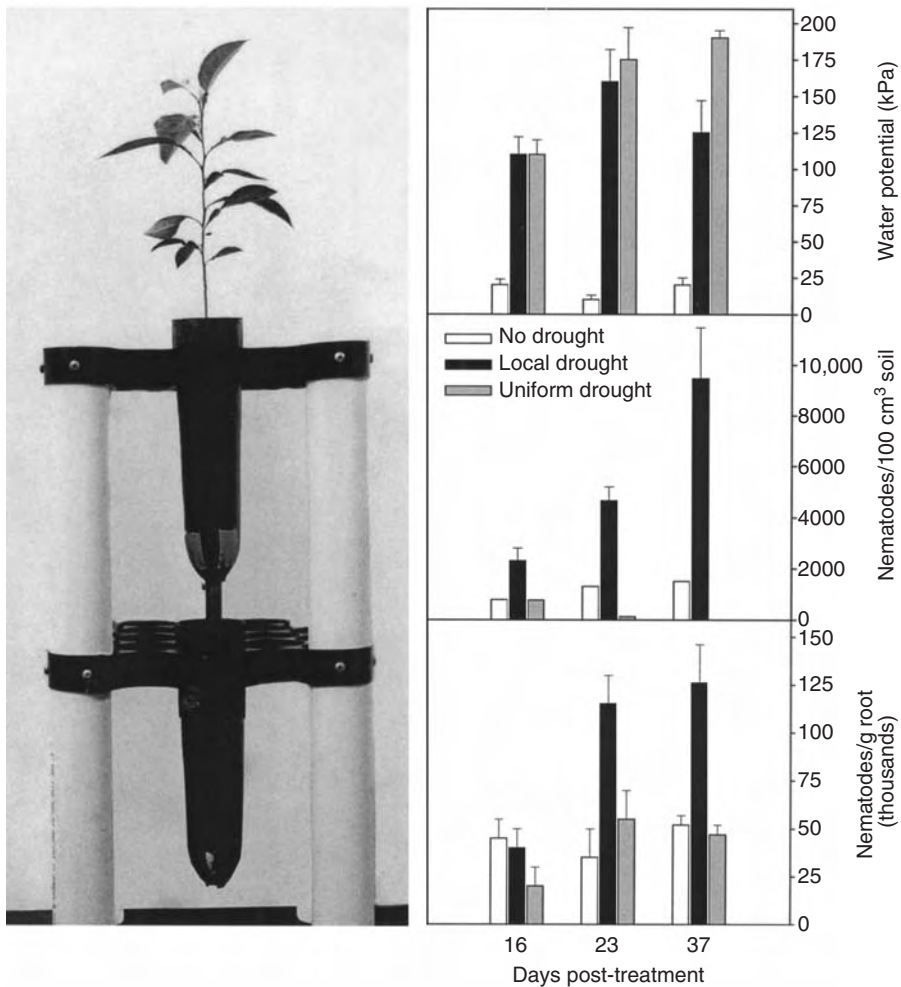 200
175
150
125
100
75
50
25
0
Water potential (kPa)
No drought
Local drought
Uniform drought
10,000
8000
6000
4000
2000
0
Nematodes/100 cm³ soil
150
125
100
75
50
25
0
Nematodes/g root
(thousands)
16 23 37
Days post-treatment